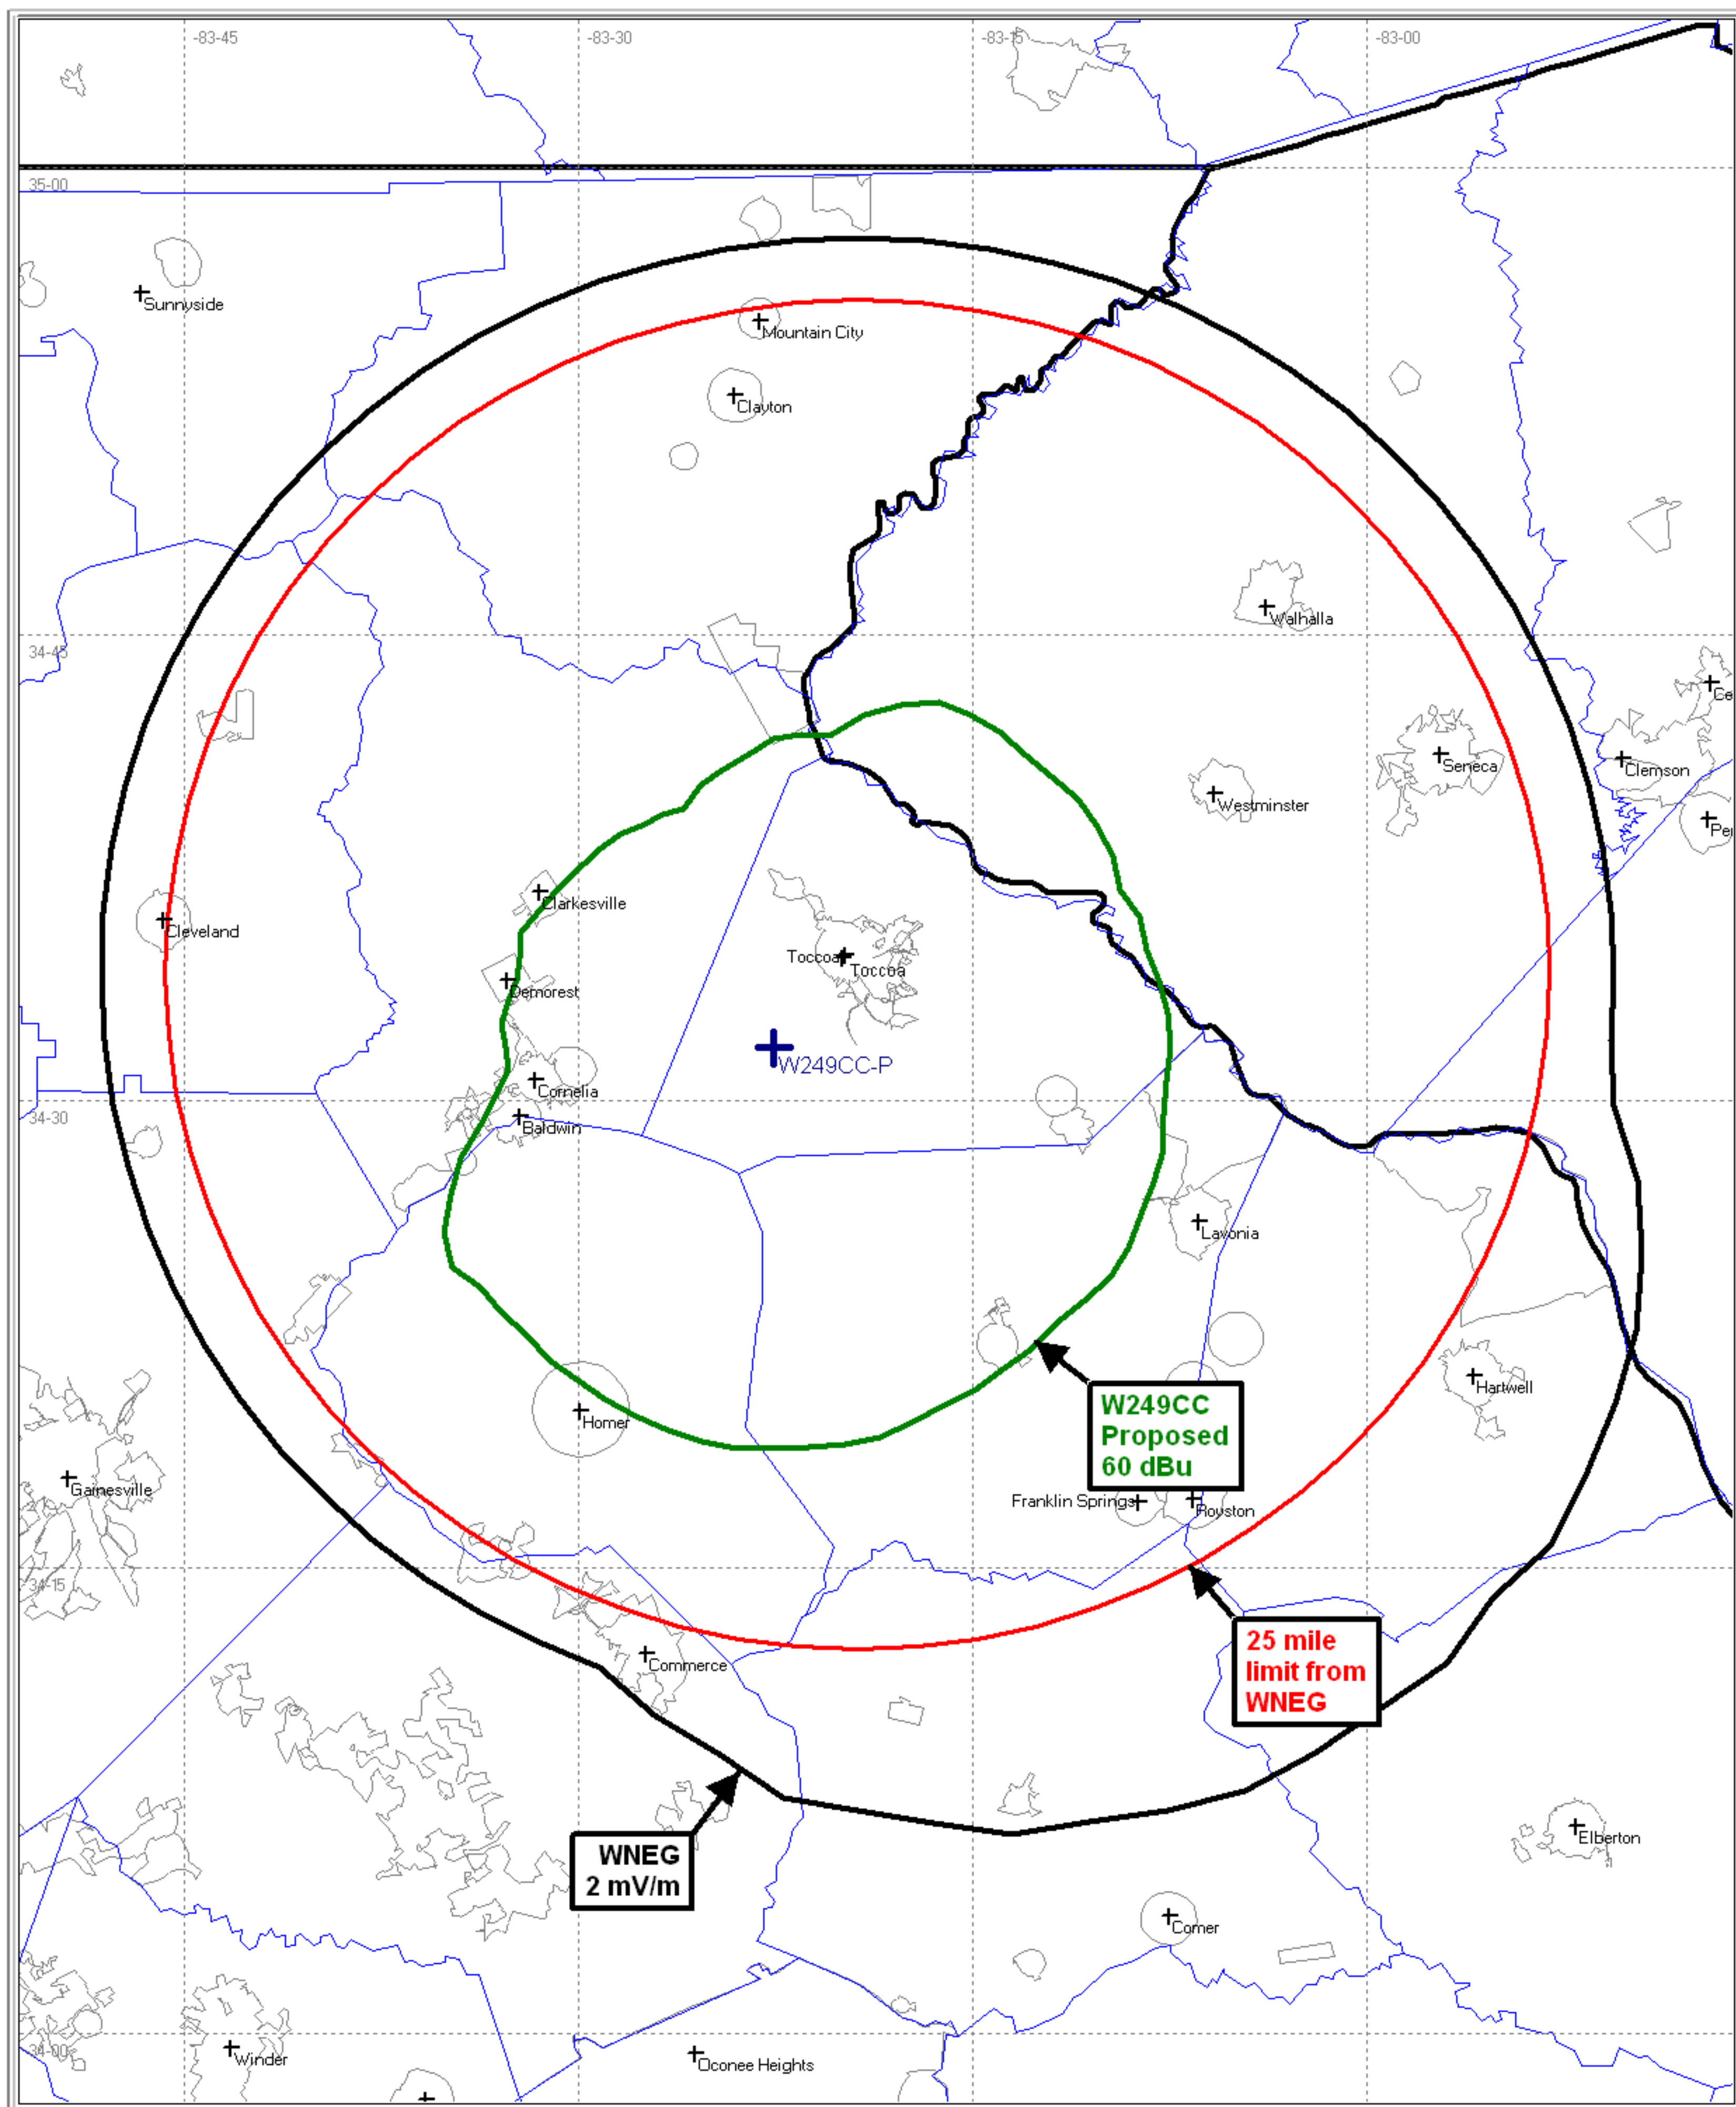 -83-45
-83-30
-83-15
-83-00
35-00
Sunnyside
Mountain City
Clayton
Walhalla
34-45
Seneca
Clemson
Westminster
Clarkesville
Cleveland
Toccoa
Toccoa
Demorest
W249CC-P
Cornelia
34-30
Baldwin
Lavonia
Hartwell
W249CC
Proposed
60 dBu
Homer
Gainesville
Franklin Springs
Royston
34-15
25 mile
limit from
WNEG
Commerce
WNEG
2 mV/m
Elberton
Comer
34-00
Winder
Oconee Heights